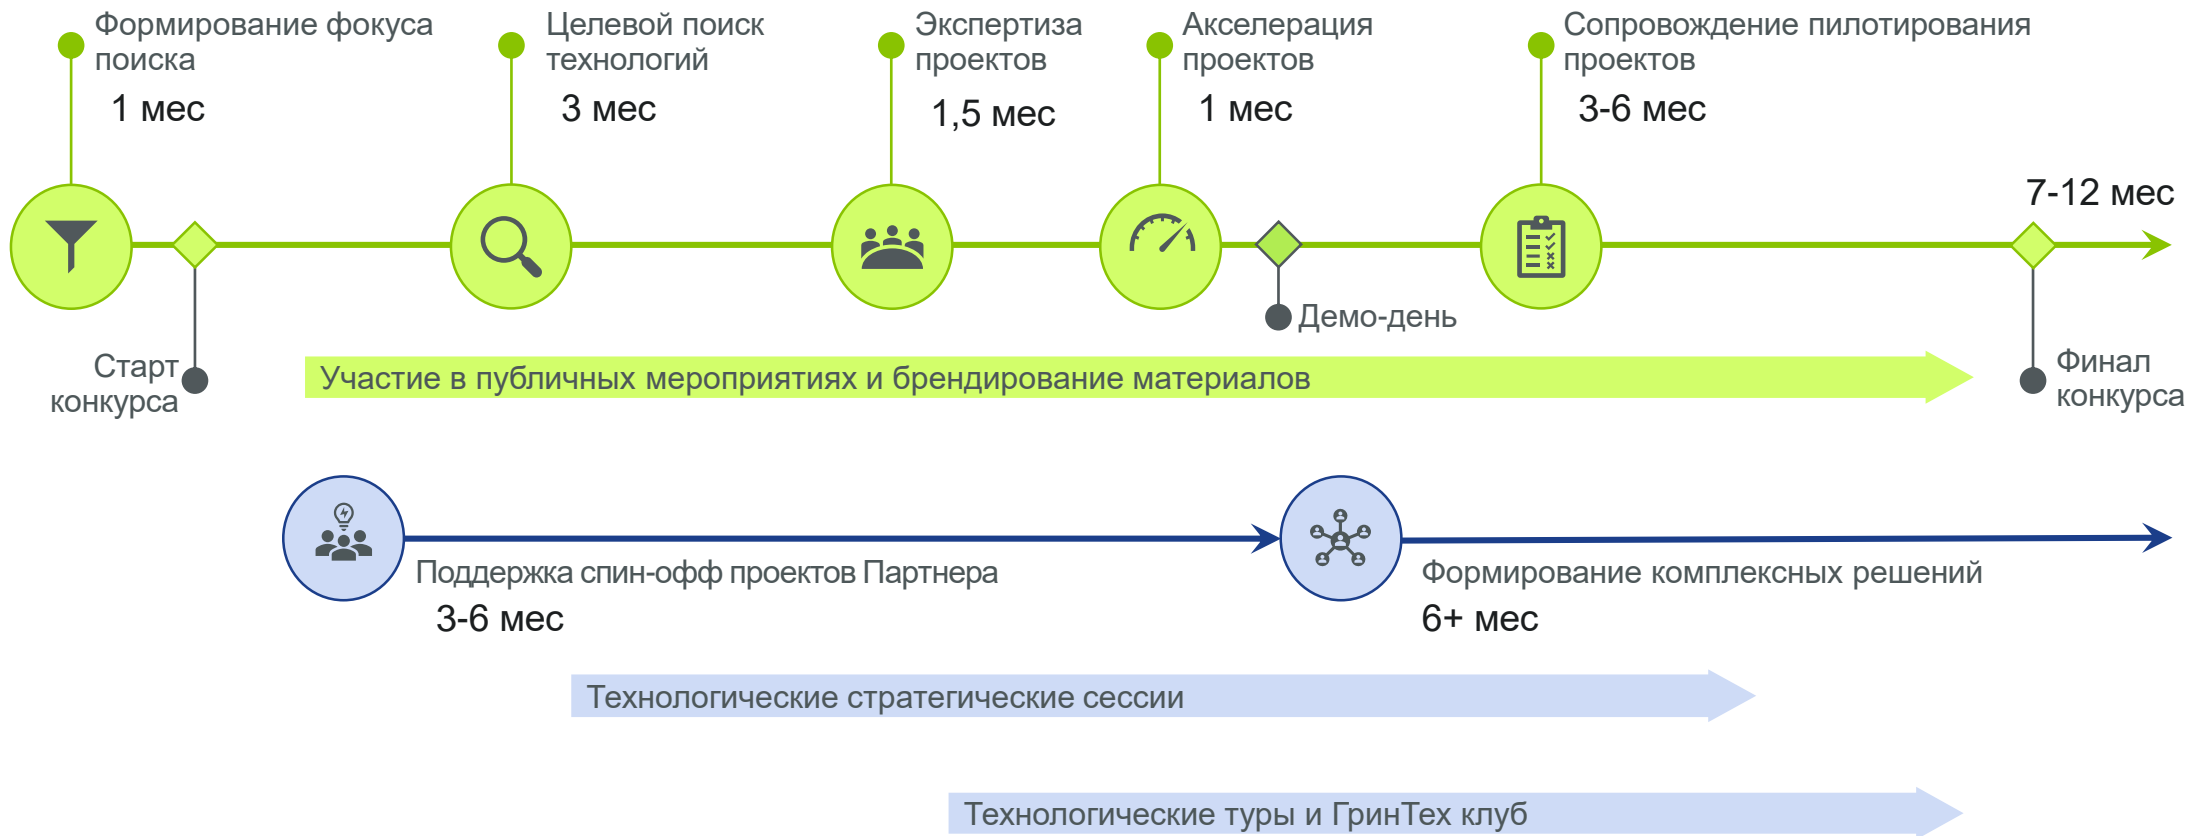 Формирование фокуса
поиска
1 мес
Целевой поиск
технологий
3 мес
Экспертиза
проектов
1,5 мес
Акселерация
проектов
1 мес
Сопровождение пилотирования
проектов
3-6 мес
7-12 мес
Старт
конкурса
Демо-день
Финал
конкурса
Участие в публичных мероприятиях и брендирование материалов
Поддержка спин-офф проектов Партнера
3-6 мес
Формирование комплексных решений
6+ мес
Технологические стратегические сессии
Технологические туры и ГринТех клуб